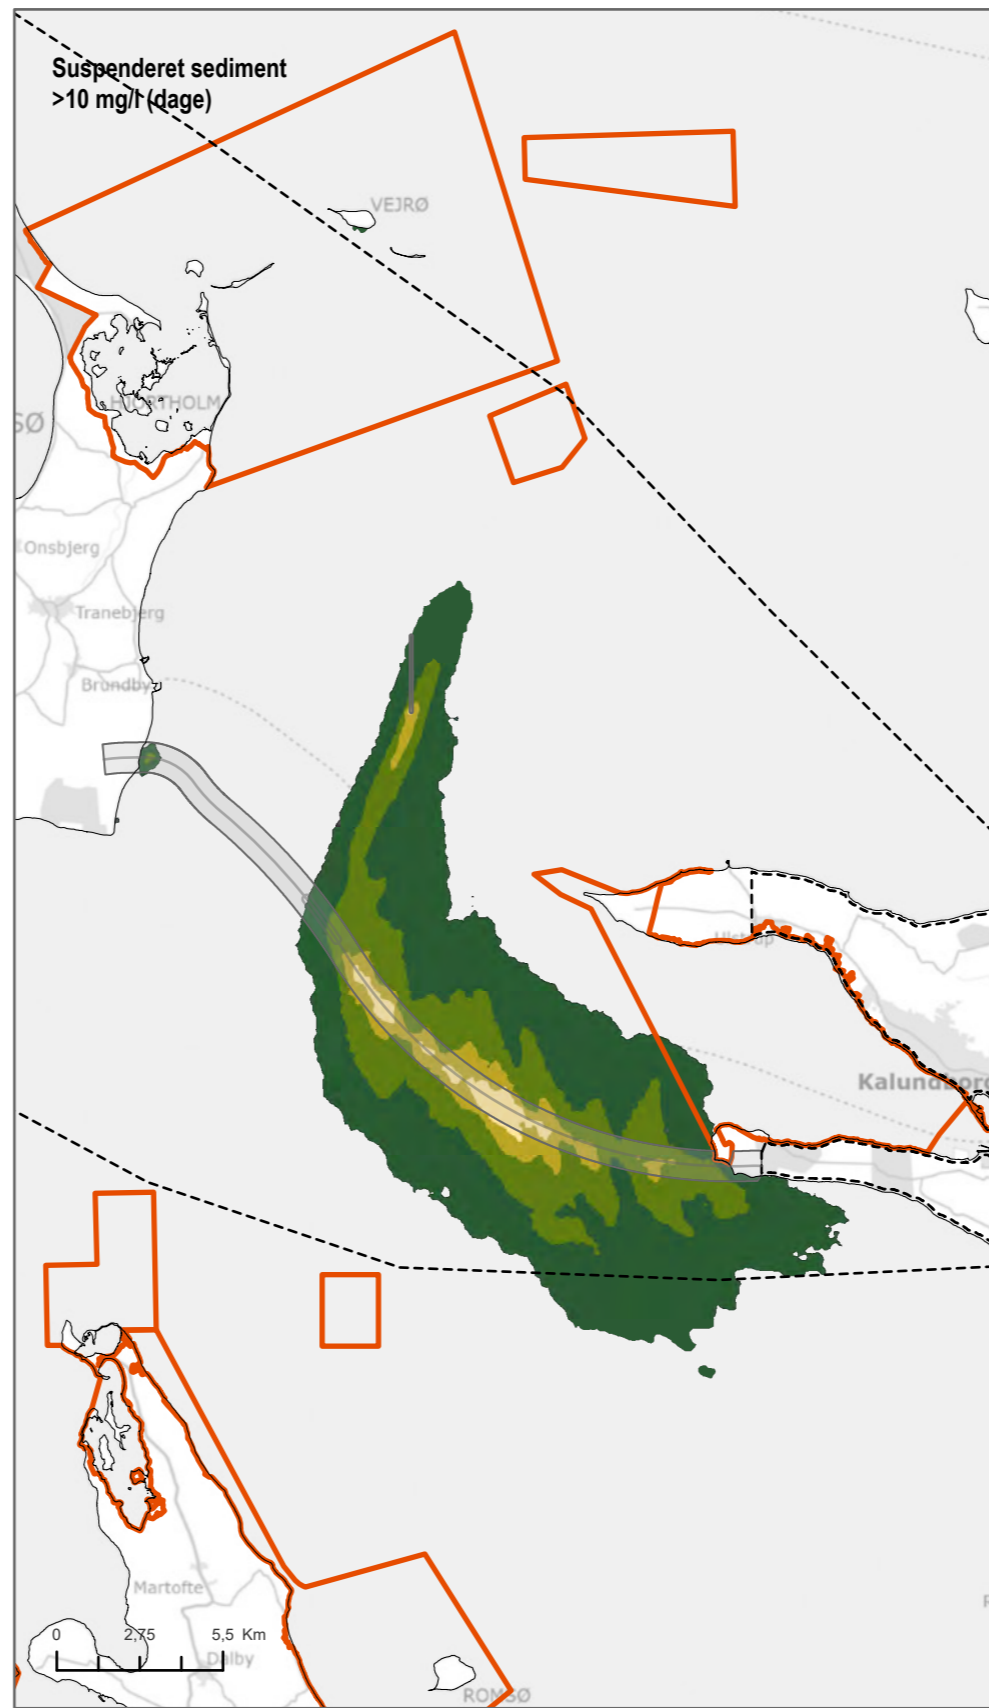 Suspenderet sediment
>10 mg/l (dage)
VEJRØ
HJORTHOLM
SØ
Onsbjerg
Tranebjerg
Brundby
Ulstrup
Kalundborg
Martofte
0 2,75 5,5 Km
Dalby
ROMSØ